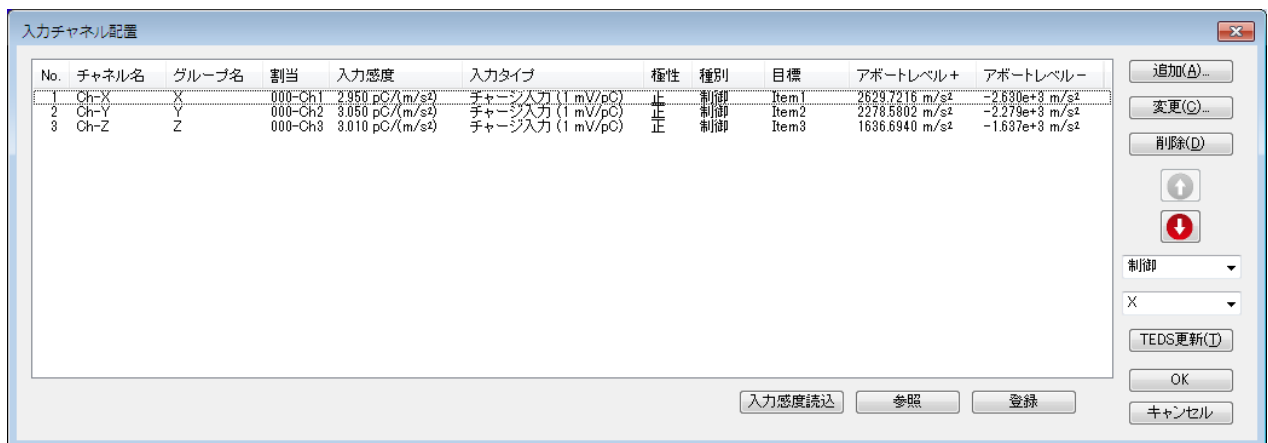 入力チャネル配置
No. チャネル名 グループ名 割当 入力感度 入力タイプ 極性 種別 目標 アボートレベル+ アボートレベル-
1 Ch-X X 000-Ch1 2.950 pC/(m/s²) チャージ入力 (1 mV/pC) 正 制御 Item1 2629.7216 m/s² -2.630e+3 m/s²
2 Ch-Y Y 000-Ch2 3.050 pC/(m/s²) チャージ入力 (1 mV/pC) 正 制御 Item2 2278.5802 m/s² -2.279e+3 m/s²
3 Ch-Z Z 000-Ch3 3.010 pC/(m/s²) チャージ入力 (1 mV/pC) 正 制御 Item3 1636.6940 m/s² -1.637e+3 m/s²
追加(A)...
変更(C)...
削除(D)
制御
X
TEDS更新(T)
OK
キャンセル
入力感度読込 参照 登録